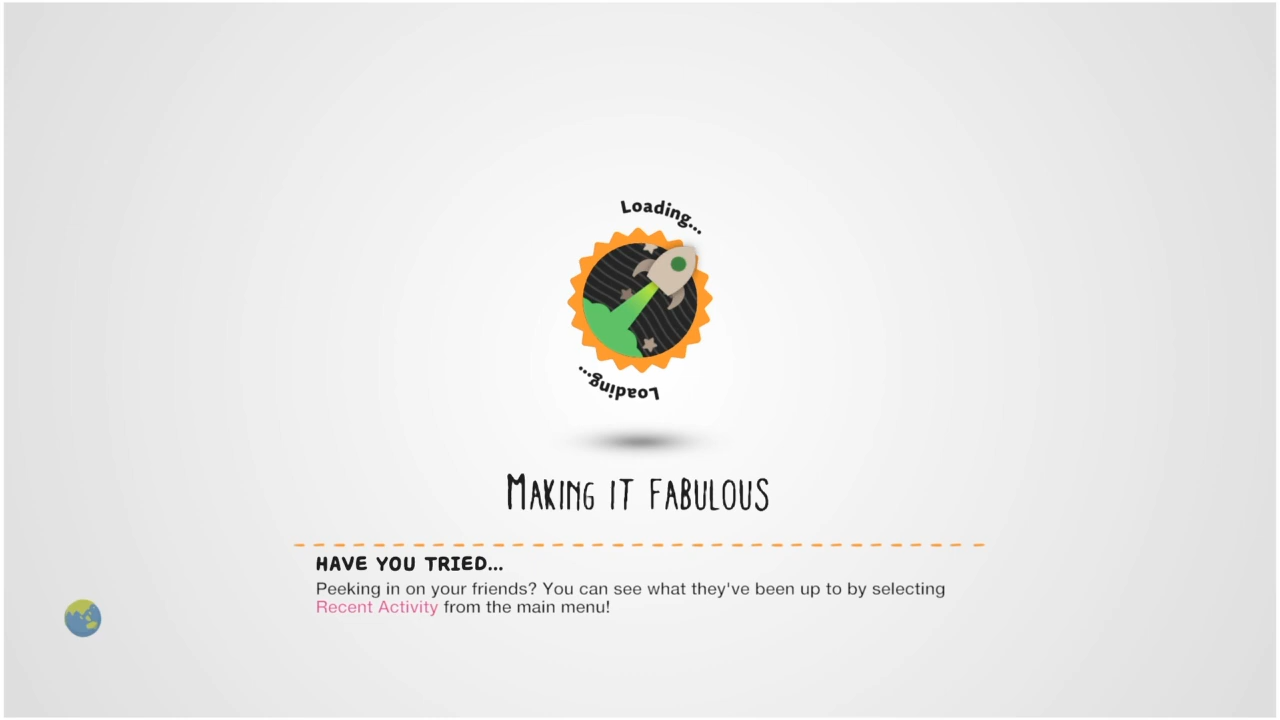 Loading...
Loading...
Making it fabulous
HAVE YOU TRIED...
Peeking in on your friends? You can see what they've been up to by selecting
Recent Activity from the main menu!